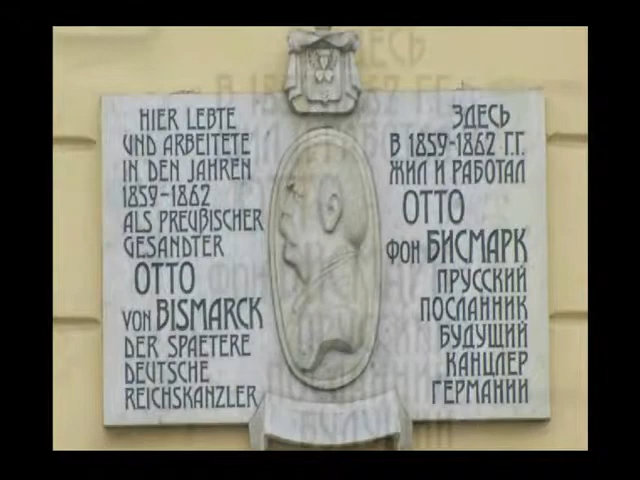 HIER LEBTE
UND ARBEITETE
IN DEN JAHREN
1859-1862
ALS PREUßISCHER
GESANDTER
OTTO
VON BISMARCK
DER SPAETERE
DEUTSCHE
REICHSKANZLER
ЗДЕСЬ
В 1859-1862 Г.Г.
ЖИЛ И РАБОТАЛ
ОТТО
ФОН БИСМАРК
ПРУССКИЙ
ПОСЛАННИК
БУДУЩИЙ
КАНЦЛЕР
ГЕРМАНИИ